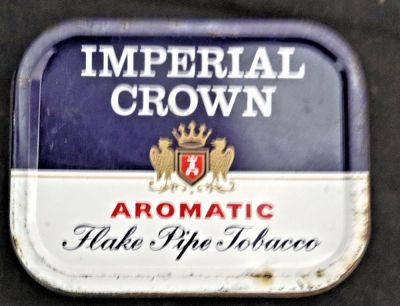 IMPERIAL
CROWN
AROMATIC
Flake Pipe Tobacco